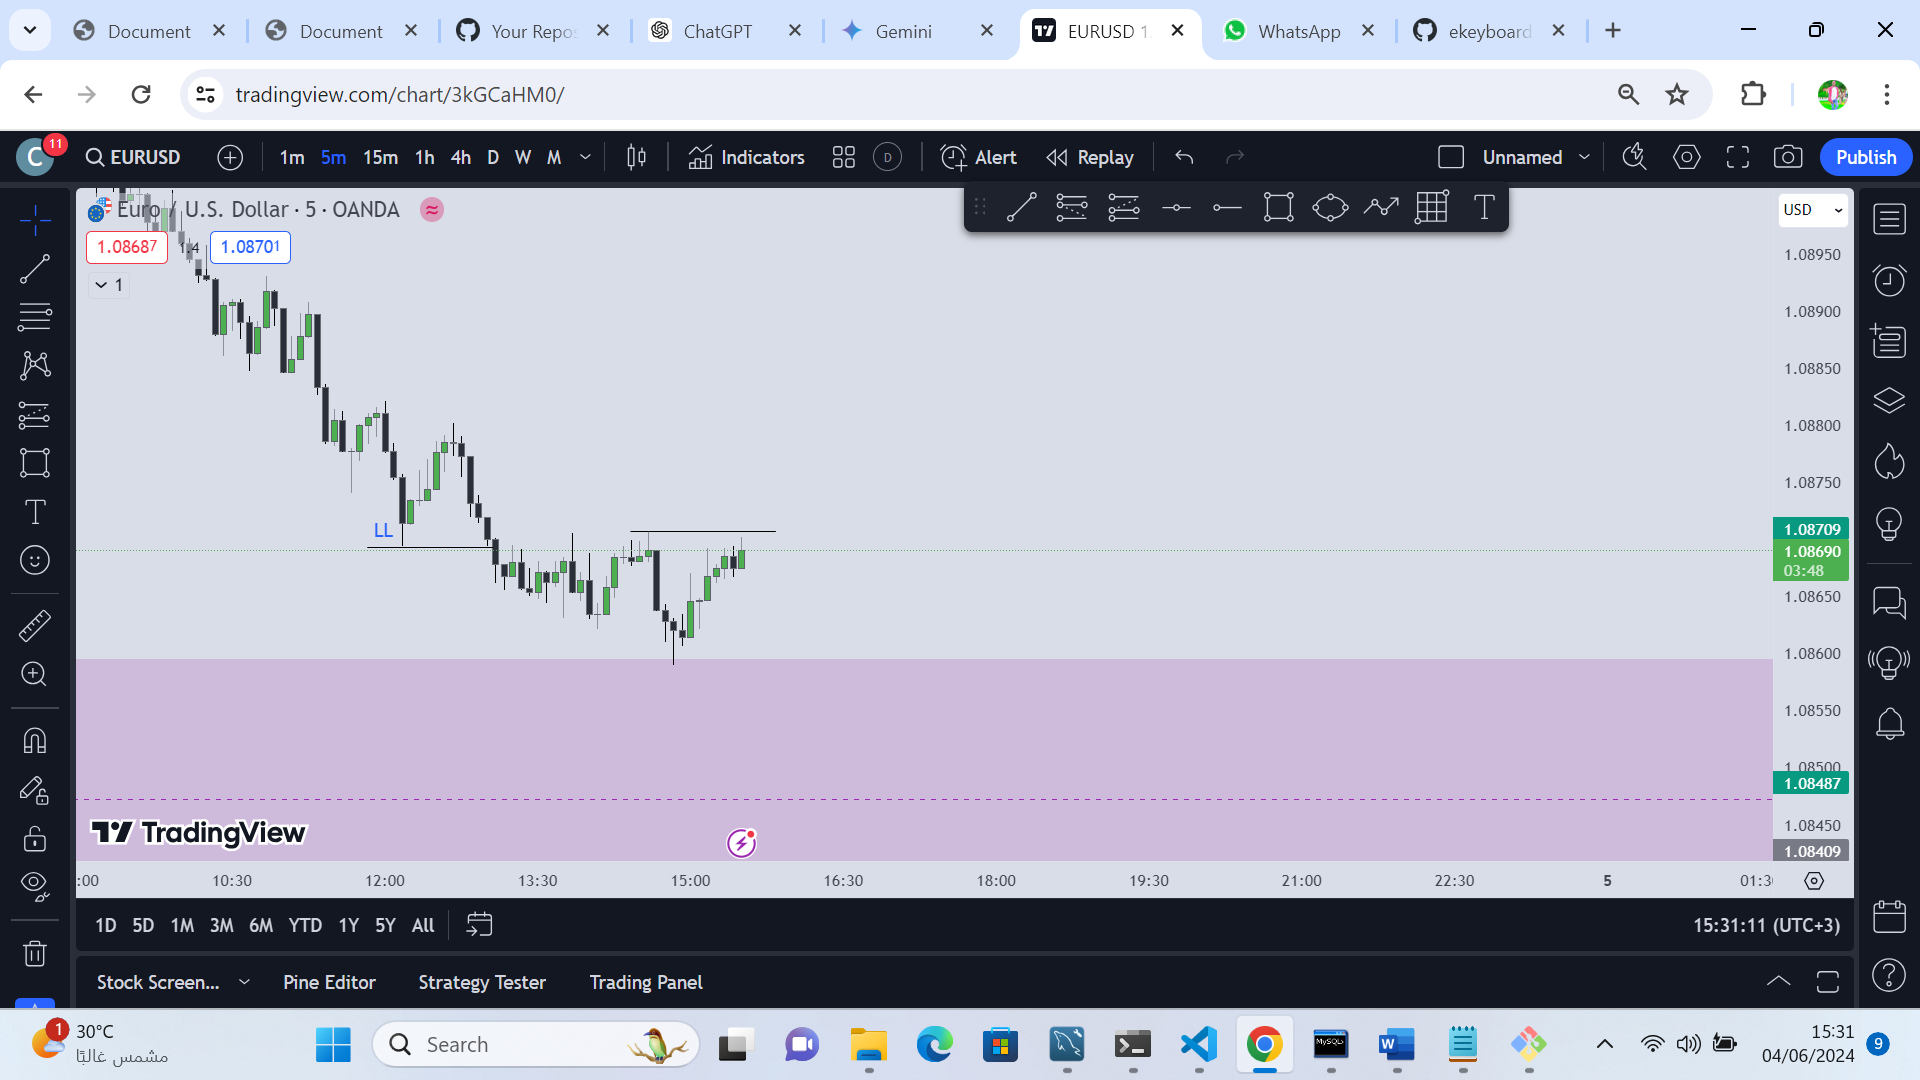 Document
Document
Your Repos
ChatGPT
Gemini
EURUSD 1.
WhatsApp
ekeyboard
tradingview.com/chart/3kGCaHM0/
C
11
EURUSD
1m 5m 15m 1h 4h D W M
Indicators
D
Alert
Replay
Unnamed
Publish
Euro / U.S. Dollar · 5 · OANDA
USD
1.08687 1.4 1.08701
1
1.08950
1.08900
1.08850
1.08800
1.08750
LL
1.08709
1.08690
03:48
1.08650
1.08600
1.08550
1.08500
1.08487
1.08450
1.08409
TradingView
:00 10:30 12:00 13:30 15:00 16:30 18:00 19:30 21:00 22:30 5 01:3
1D 5D 1M 3M 6M YTD 1Y 5Y All
15:31:11 (UTC+3)
Stock Screen... Pine Editor Strategy Tester Trading Panel
1
30°C
مشمس غالبًا
Search
MySQL
15:31
04/06/2024
9